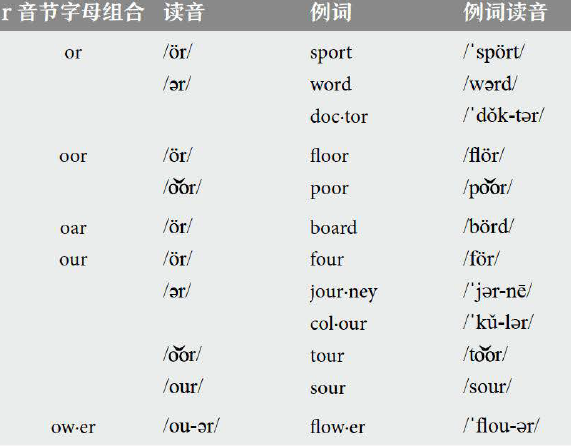 r 音节字母组合 读音 例词 例词读音
or /ör/ sport /ˈspört/
/ər/ word /wərd/
doc·tor /ˈdǒk-tər/
oor /ör/ floor /flör/
/o͝or/ poor /po͝or/
oar /ör/ board /börd/
our /ör/ four /för/
/ər/ jour·ney /ˈjər-nē/
col·our /ˈkǔ-lər/
/o͝or/ tour /to͝or/
/our/ sour /sour/
ow·er /ou-ər/ flow·er /ˈflou-ər/